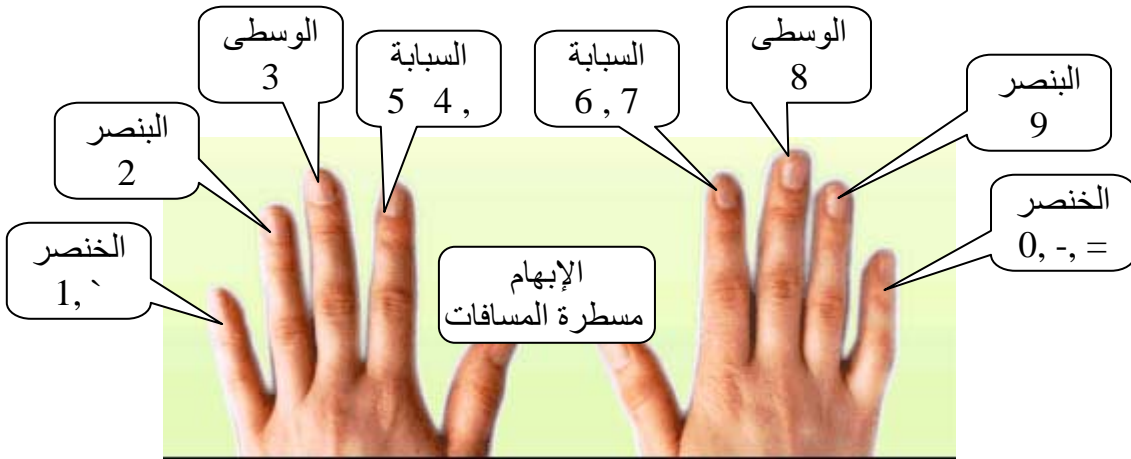 الوسطى
3
السبابة
5 4 ,
السبابة
6 , 7
الوسطى
8
البنصر
9
البنصر
2
الخنصر
1, `
الخنصر
0, -, =
الإبهام
مسطرة المسافات